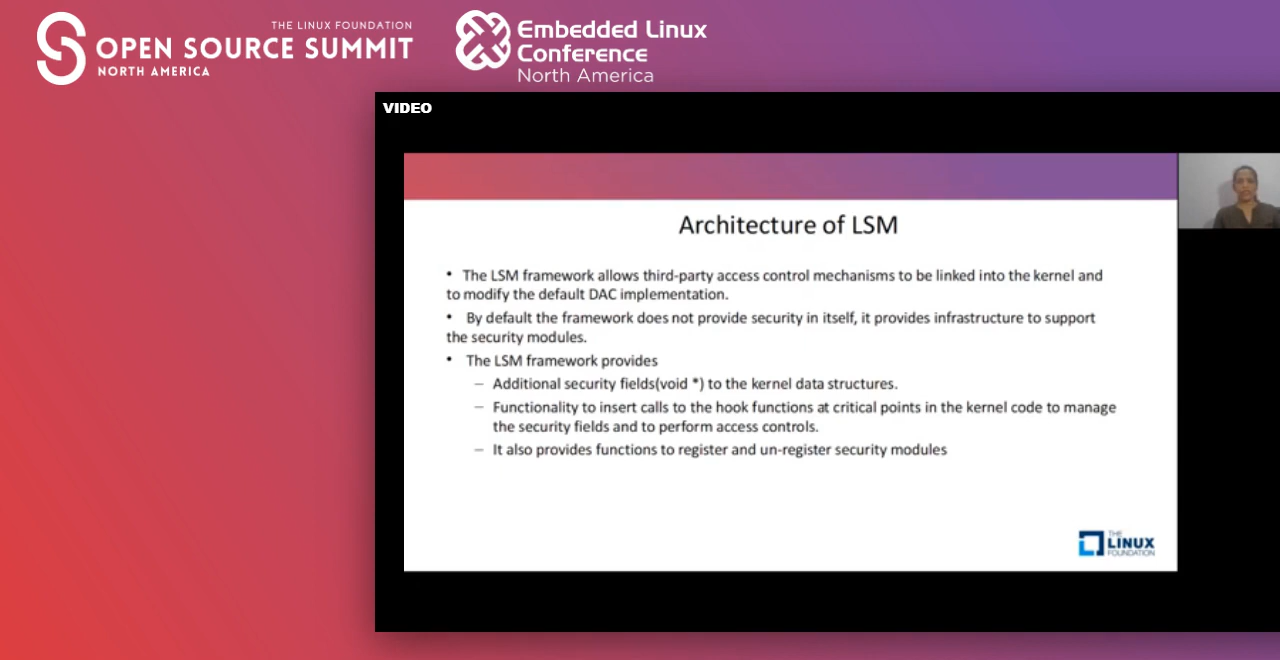 THE LINUX FOUNDATION
OPEN SOURCE SUMMIT
NORTH AMERICA
Embedded Linux
Conference
North America
VIDEO
Architecture of LSM
• The LSM framework allows third-party access control mechanisms to be linked into the kernel and
to modify the default DAC implementation.
• By default the framework does not provide security in itself, it provides infrastructure to support
the security modules.
• The LSM framework provides
– Additional security fields(void *) to the kernel data structures.
– Functionality to insert calls to the hook functions at critical points in the kernel code to manage
the security fields and to perform access controls.
– It also provides functions to register and un-register security modules
THE
LINUX
FOUNDATION